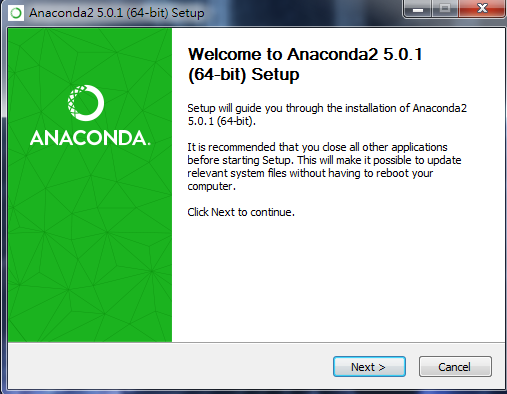 Anaconda2 5.0.1 (64-bit) Setup
Welcome to Anaconda2 5.0.1
(64-bit) Setup
Setup will guide you through the installation of Anaconda2
5.0.1 (64-bit).
It is recommended that you close all other applications
before starting Setup. This will make it possible to update
relevant system files without having to reboot your
computer.
Click Next to continue.
ANACONDA.
Next >
Cancel